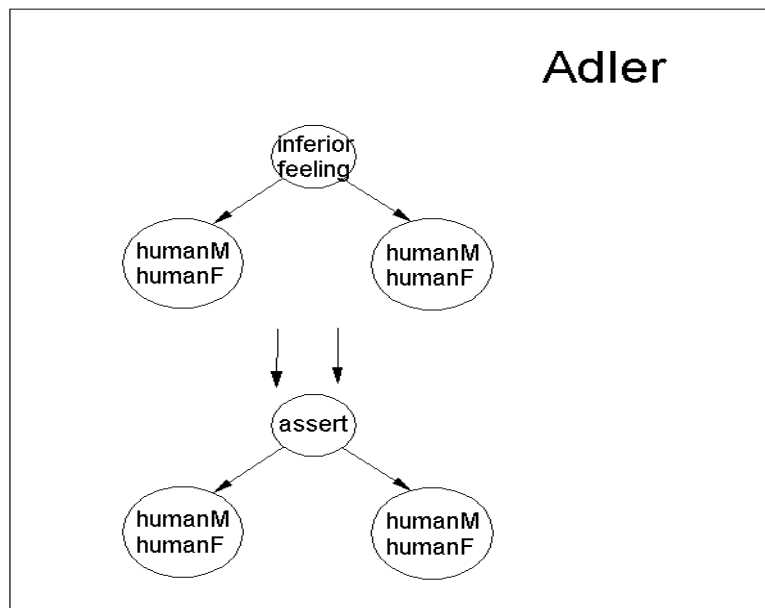 Adler
inferior
feeling
humanM
humanF
humanM
humanF
assert
humanM
humanF
humanM
humanF